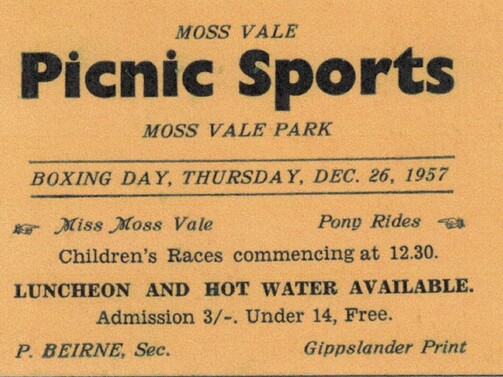 MOSS VALE
Picnic Sports
MOSS VALE PARK
BOXING DAY, THURSDAY, DEC. 26, 1957
Miss Moss Vale Pony Rides
Children's Races commencing at 12.30.
LUNCHEON AND HOT WATER AVAILABLE.
Admission 3/-. Under 14, Free.
P. BEIRNE, Sec. Gippslander Print